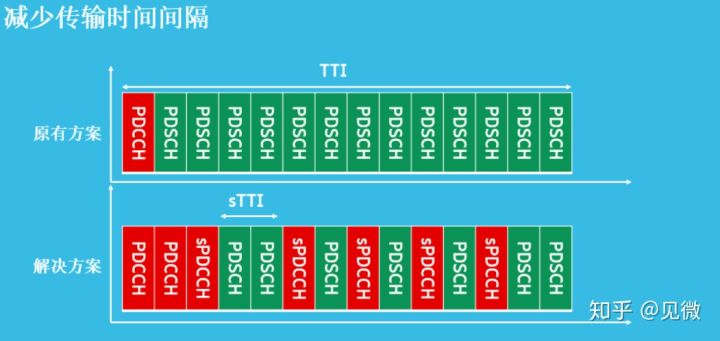 减少传输时间间隔
TTI
原有方案
PDCCH PDSCH PDSCH PDSCH PDSCH PDSCH PDSCH PDSCH PDSCH PDSCH PDSCH PDSCH PDSCH PDSCH
sTTI
解决方案
PDCCH PDCCH sPDCCH PDSCH PDSCH sPDCCH PDSCH sPDCCH PDSCH sPDCCH PDSCH sPDCCH PDSCH PDSCH
知乎 @见微